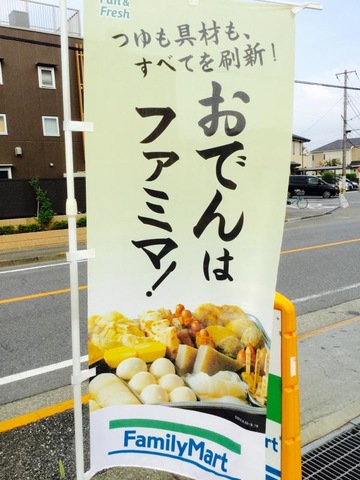 Fun &
Fresh
つゆも具材も、
すべてを刷新！
おでんは
ファミマ！
FamilyMart